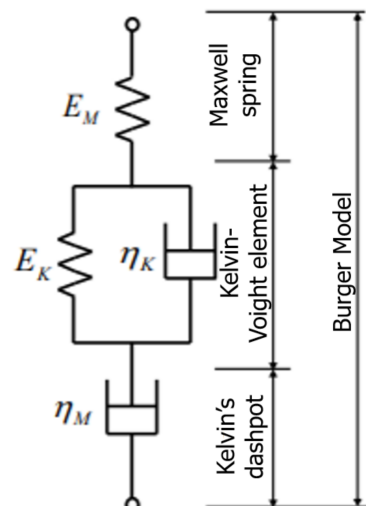 E_M
Maxwell
spring
E_K
η_K
Kelvin-
Voight element
η_M
Kelvin's
dashpot
Burger Model